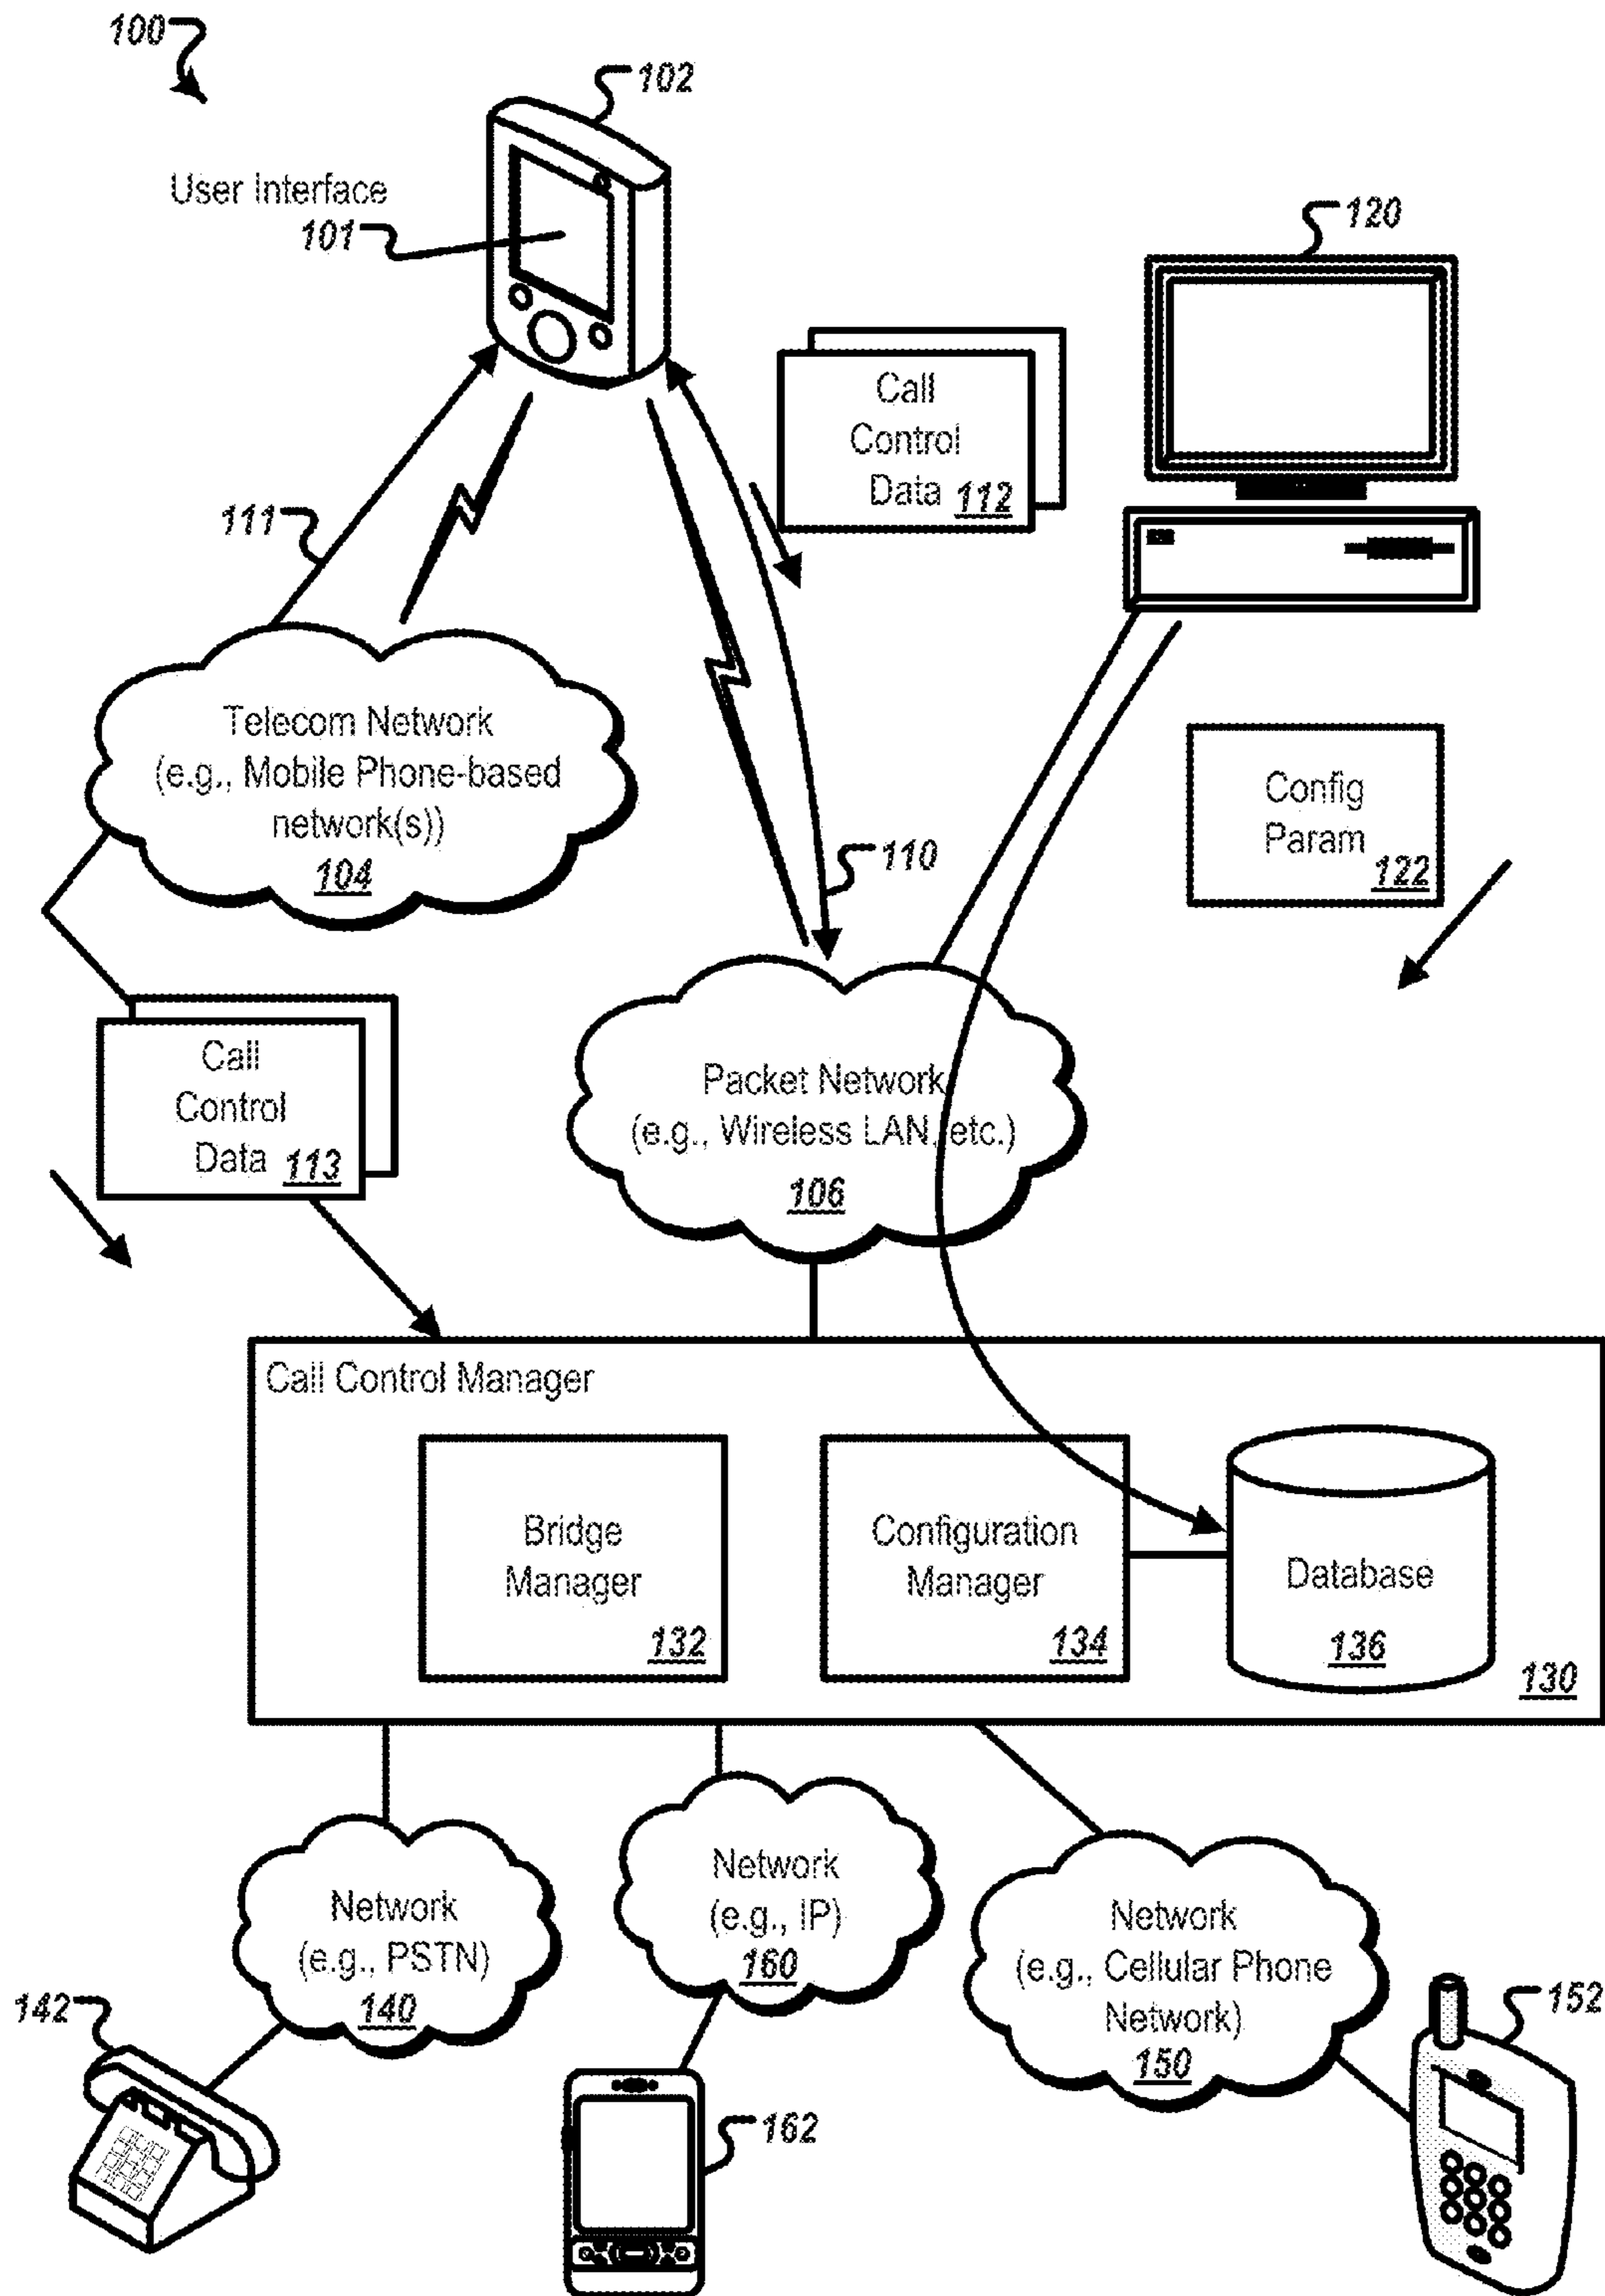 100
102
User Interface
101
120
Call
Control
Data 112
111
Telecom Network
(e.g., Mobile Phone-based
network(s))
104
Config
Param
122
110
Call
Control
Data 113
Packet Network
(e.g., Wireless LAN, etc.)
106
Call Control Manager
Bridge
Manager
132
Configuration
Manager
134
Database
136
130
Network
(e.g., PSTN)
140
Network
(e.g., IP)
160
Network
(e.g., Cellular Phone
Network)
150
142
162
152